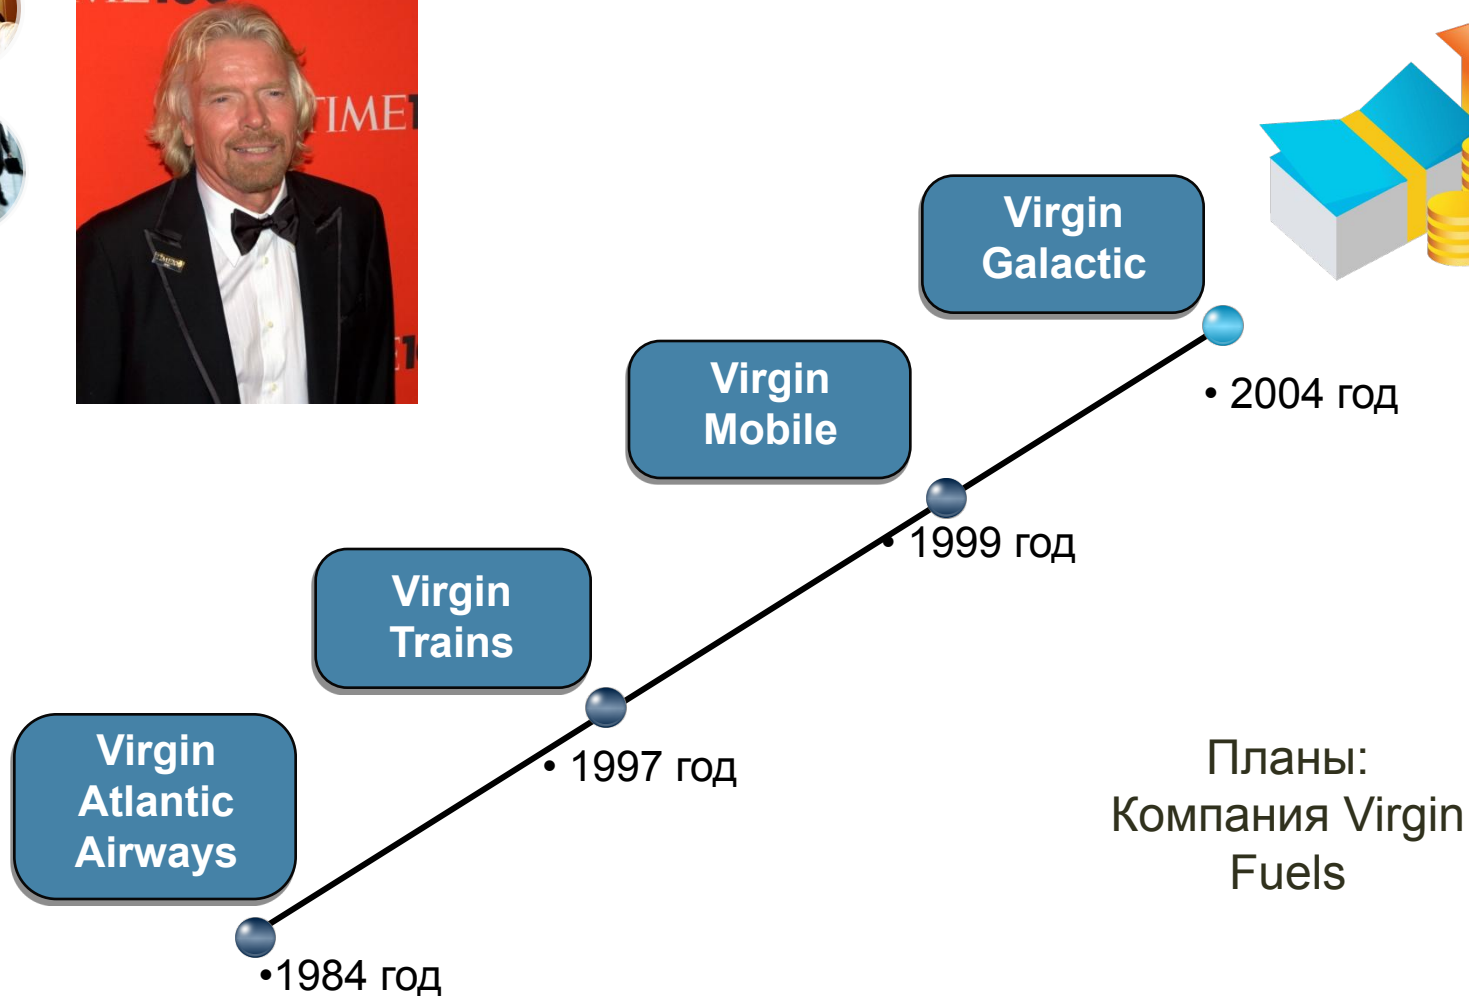 TIME
Virgin
Galactic
• 2004 год
Virgin
Mobile
• 1999 год
Virgin
Trains
• 1997 год
Virgin
Atlantic
Airways
•1984 год
Планы:
Компания Virgin
Fuels